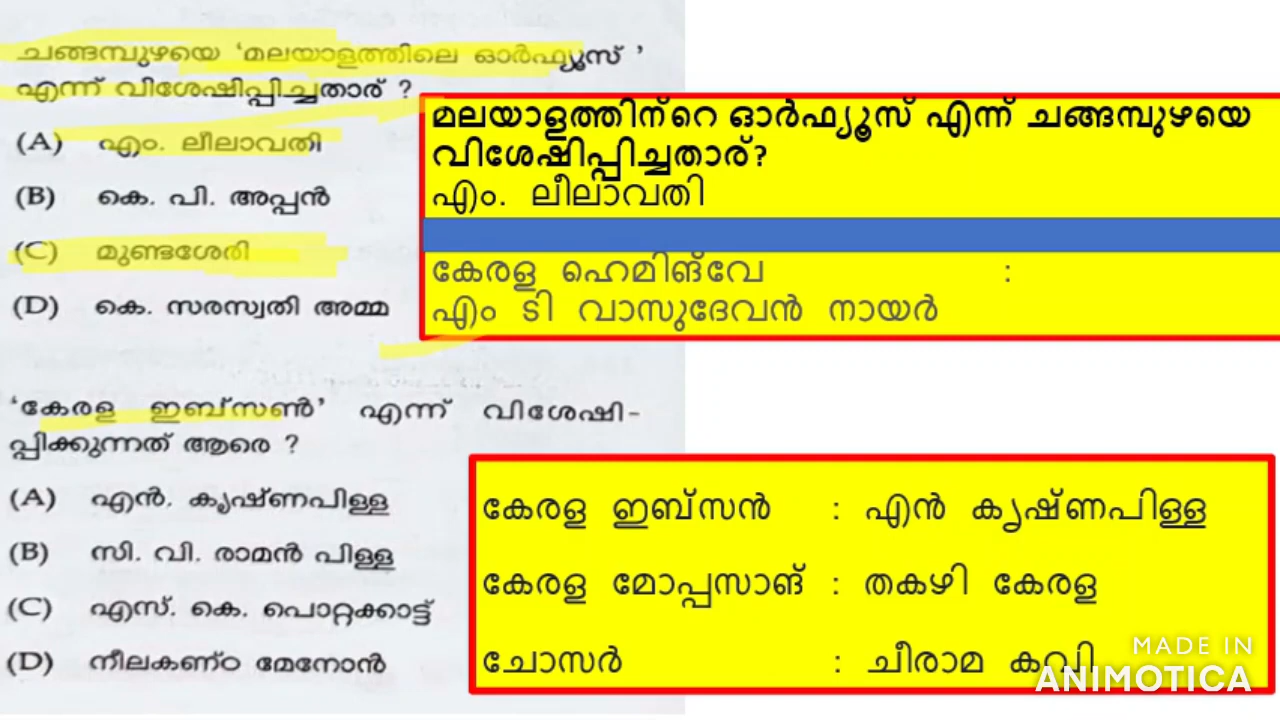 ചങ്ങമ്പുഴയെ ‘മലയാളത്തിലെ ഓർഫ്യൂസ് ’
എന്ന് വിശേഷിപ്പിച്ചതാര് ?
(A) എം. ലീലാവതി
(B) കെ. പി. അപ്പൻ
(C) മുണ്ടശേരി
(D) കെ. സരസ്വതി അമ്മ
മലയാളത്തിന്റെ ഓർഫ്യൂസ് എന്ന് ചങ്ങമ്പുഴയെ
വിശേഷിപ്പിച്ചതാര്?
എം. ലീലാവതി
കേരള ഹെമിങ്‌വേ :
എം ടി വാസുദേവൻ നായർ
‘കേരള ഇബ്സൺ’ എന്ന് വിശേഷി-
പ്പിക്കുന്നത് ആരെ ?
(A) എൻ. കൃഷ്ണപിള്ള
(B) സി. വി. രാമൻ പിള്ള
(C) എസ്. കെ. പൊറ്റക്കാട്ട്
(D) നീലകണ്ഠ മേനോൻ
കേരള ഇബ്സൻ : എൻ കൃഷ്ണപിള്ള
കേരള മോപ്പസാങ് : തകഴി കേരള
ചോസർ : ചീരാമ കവി
MADE IN
ANIMOTICA